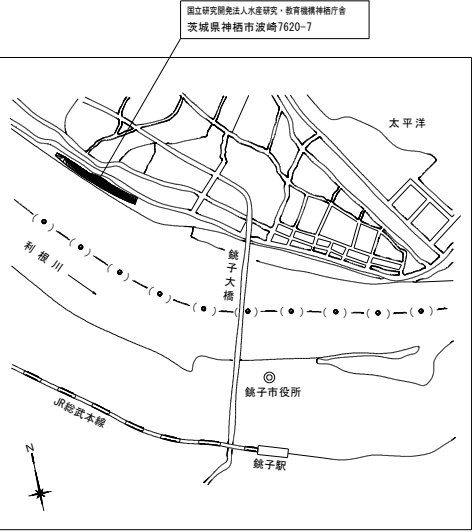 国立研究開発法人水産研究・教育機構神栖庁舎
茨城県神栖市波崎7620-7
太平洋
利根川
銚子大橋
銚子市役所
JR総武本線
銚子駅
N